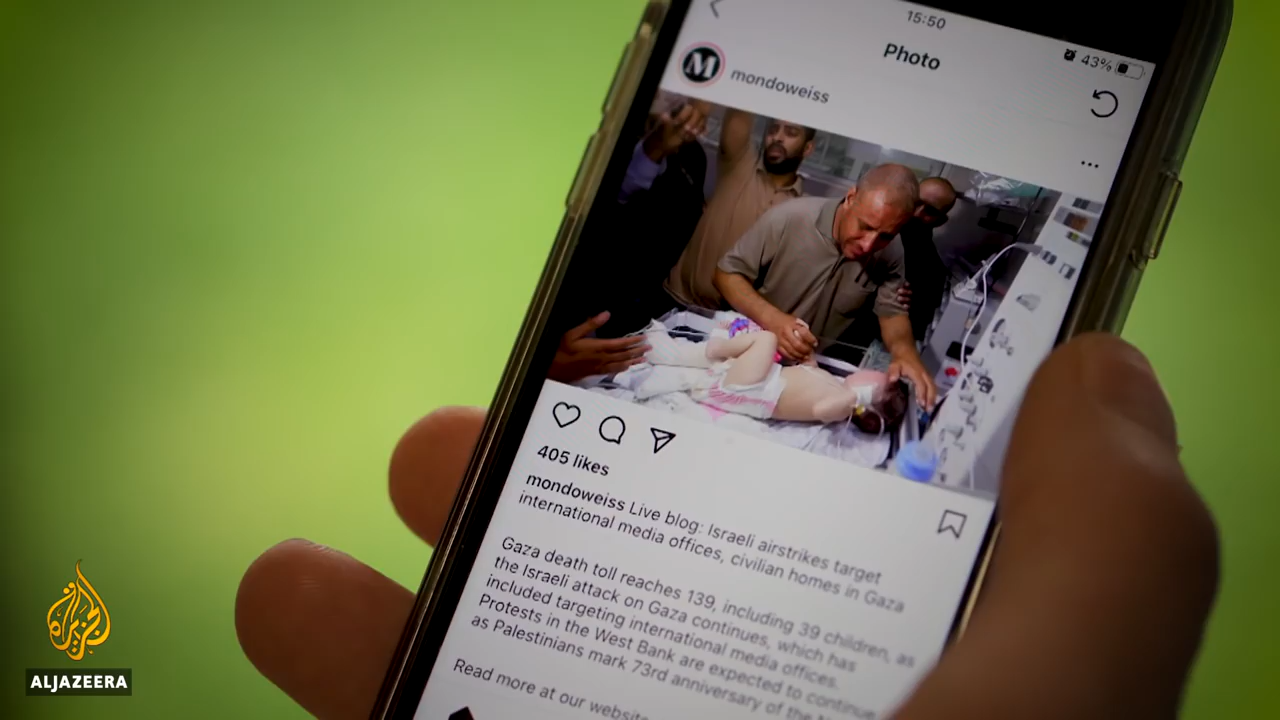 15:50
43%
Photo
mondoweiss
405 likes
mondoweiss Live blog: Israeli airstrikes target
international media offices, civilian homes in Gaza
Gaza death toll reaches 139, including 39 children, as
the Israeli attack on Gaza continues, which has
included targeting international media offices.
Protests in the West Bank are expected to continue
as Palestinians mark 73rd anniversary of the
Read more at our website
الجزيرة
ALJAZEERA